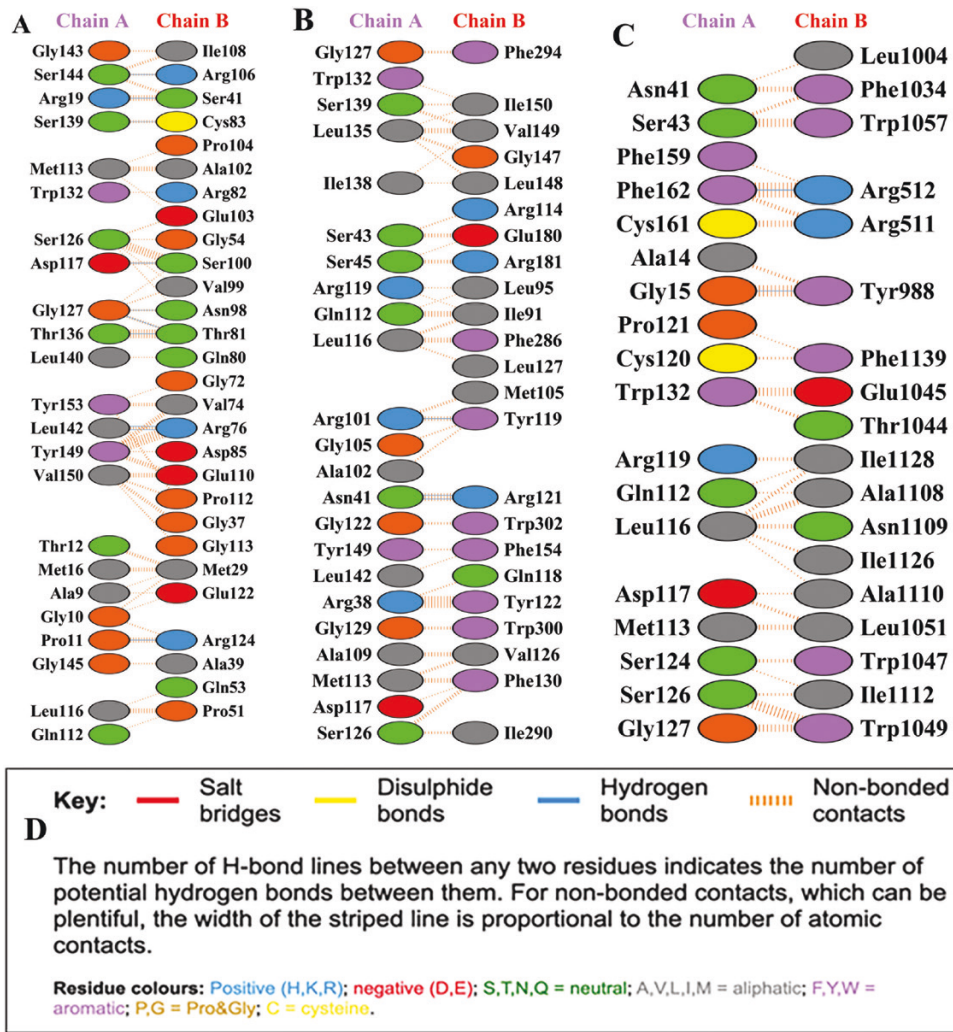 A
Chain A Chain B
Gly143 Ile108
Ser144 Arg106
Arg19 Ser41
Ser139 Cys83
Pro104
Met113 Ala102
Trp132 Arg82
Glu103
Ser126 Gly54
Asp117 Ser100
Val99
Gly127 Asn98
Thr136 Thr81
Leu140 Gln80
Gly72
Tyr153 Val74
Leu142 Arg76
Tyr149 Asp85
Val150 Glu110
Pro112
Gly37
Thr12 Gly113
Met16 Met29
Ala9 Glu122
Gly10
Pro11 Arg124
Gly145 Ala39
Gln53
Leu116 Pro51
Gln112
B
Chain A Chain B
Gly127 Phe294
Trp132
Ser139 Ile150
Leu135 Val149
Gly147
Ile138 Leu148
Arg114
Ser43 Glu180
Ser45 Arg181
Arg119 Leu95
Gln112 Ile91
Leu116 Phe286
Leu127
Met105
Arg101 Tyr119
Gly105
Ala102
Asn41 Arg121
Gly122 Trp302
Tyr149 Phe154
Leu142 Gln118
Arg38 Tyr122
Gly129 Trp300
Ala109 Val126
Met113 Phe130
Asp117
Ser126 Ile290
C
Chain A Chain B
Leu1004
Asn41 Phe1034
Ser43 Trp1057
Phe159
Phe162 Arg512
Cys161 Arg511
Ala14
Gly15 Tyr988
Pro121
Cys120 Phe1139
Trp132 Glu1045
Thr1044
Arg119 Ile1128
Gln112 Ala1108
Leu116 Asn1109
Ile1126
Asp117 Ala1110
Met113 Leu1051
Ser124 Trp1047
Ser126 Ile1112
Gly127 Trp1049
D
Key: Salt bridges Disulphide bonds Hydrogen bonds Non-bonded contacts
The number of H-bond lines between any two residues indicates the number of
potential hydrogen bonds between them. For non-bonded contacts, which can be
plentiful, the width of the striped line is proportional to the number of atomic
contacts.
Residue colours: Positive (H,K,R); negative (D,E); S,T,N,Q = neutral; A,V,L,I,M = aliphatic; F,Y,W =
aromatic; P,G = Pro&Gly; C = cysteine.